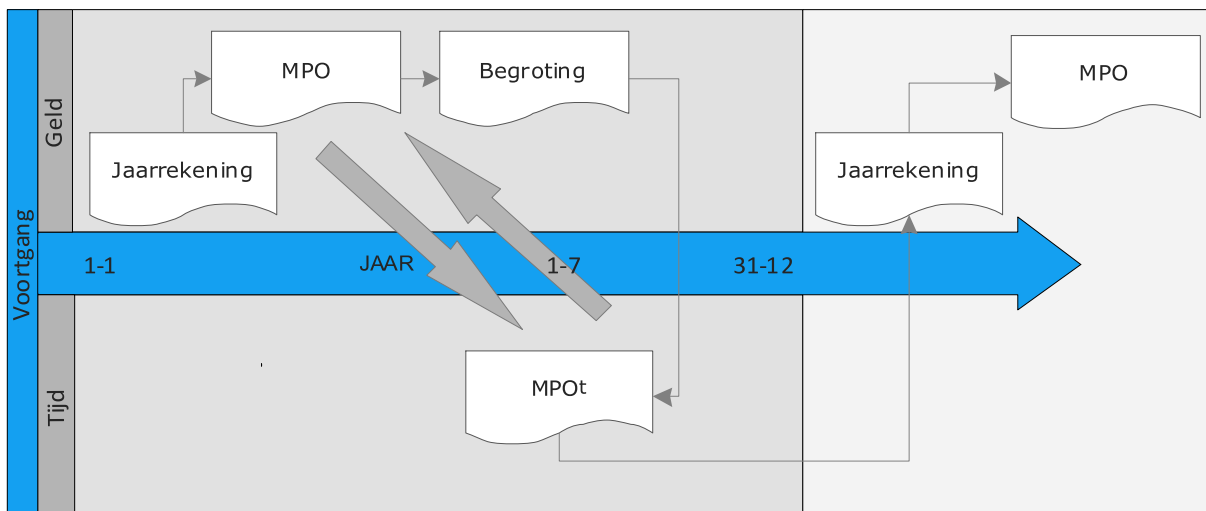 Voortgang
Geld
Tijd
MPO
Begroting
Jaarrekening
MPO
Jaarrekening
1-1
JAAR
1-7
31-12
MPOt